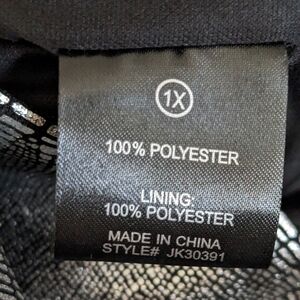 1X
100% POLYESTER
LINING:
100% POLYESTER
MADE IN CHINA
STYLE# JK30391